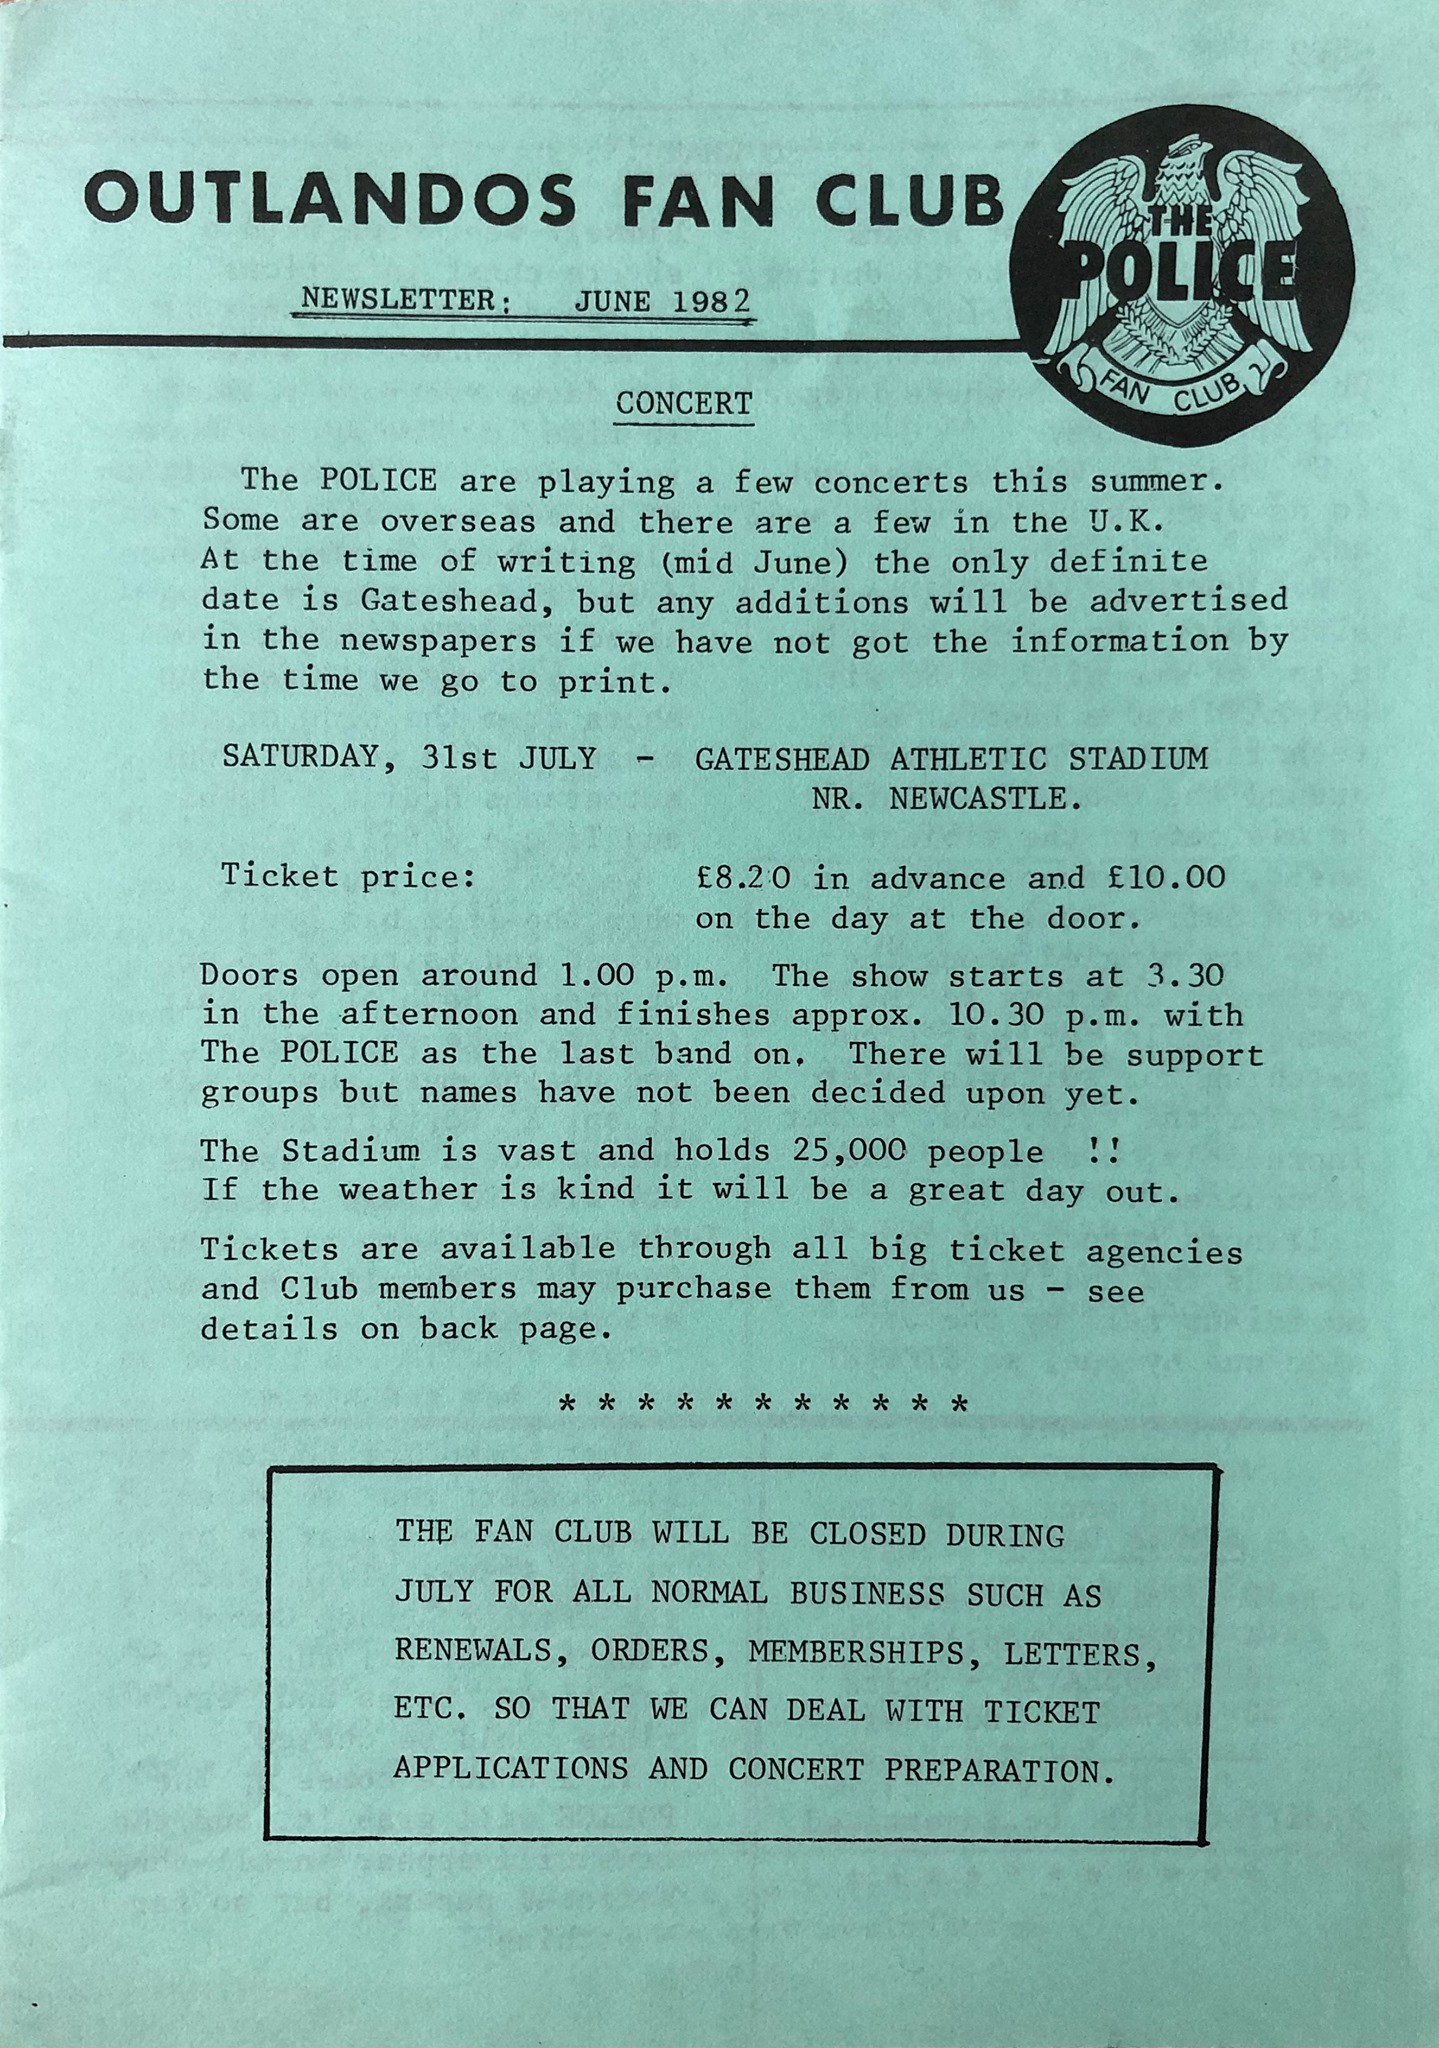 OUTLANDOS FAN CLUB
THE
POLICE
FAN CLUB
NEWSLETTER: JUNE 1982
CONCERT
The POLICE are playing a few concerts this summer.
Some are overseas and there are a few in the U.K.
At the time of writing (mid June) the only definite
date is Gateshead, but any additions will be advertised
in the newspapers if we have not got the information by
the time we go to print.
SATURDAY, 31st JULY - GATESHEAD ATHLETIC STADIUM
NR. NEWCASTLE.
Ticket price: £8.20 in advance and £10.00
on the day at the door.
Doors open around 1.00 p.m. The show starts at 3.30
in the afternoon and finishes approx. 10.30 p.m. with
The POLICE as the last band on. There will be support
groups but names have not been decided upon yet.
The Stadium is vast and holds 25,000 people !!
If the weather is kind it will be a great day out.
Tickets are available through all big ticket agencies
and Club members may purchase them from us - see
details on back page.
* * * * * * * * * * *
THE FAN CLUB WILL BE CLOSED DURING
JULY FOR ALL NORMAL BUSINESS SUCH AS
RENEWALS, ORDERS, MEMBERSHIPS, LETTERS,
ETC. SO THAT WE CAN DEAL WITH TICKET
APPLICATIONS AND CONCERT PREPARATION.